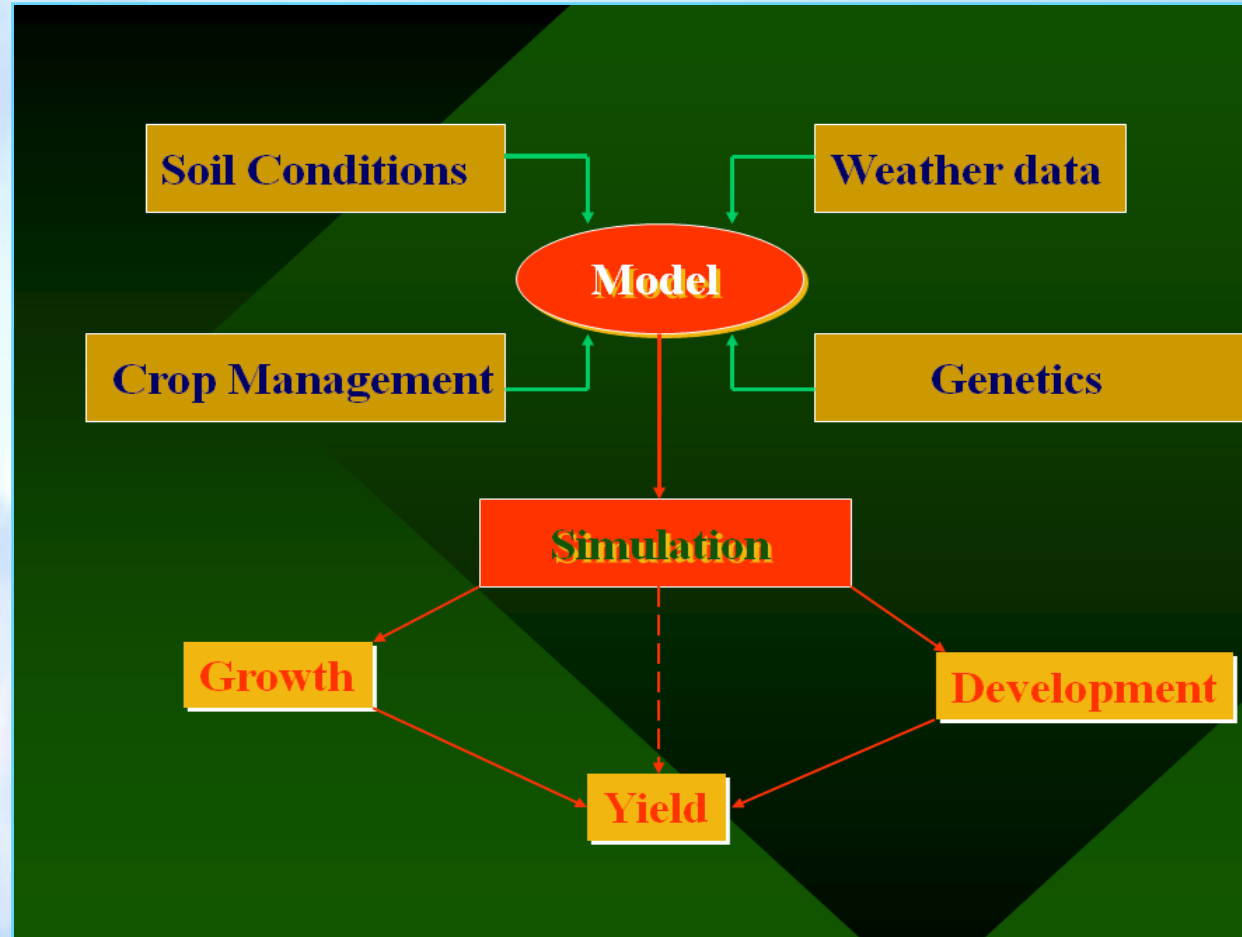 Soil Conditions
Weather data
Model
Crop Management
Genetics
Simulation
Growth
Development
Yield